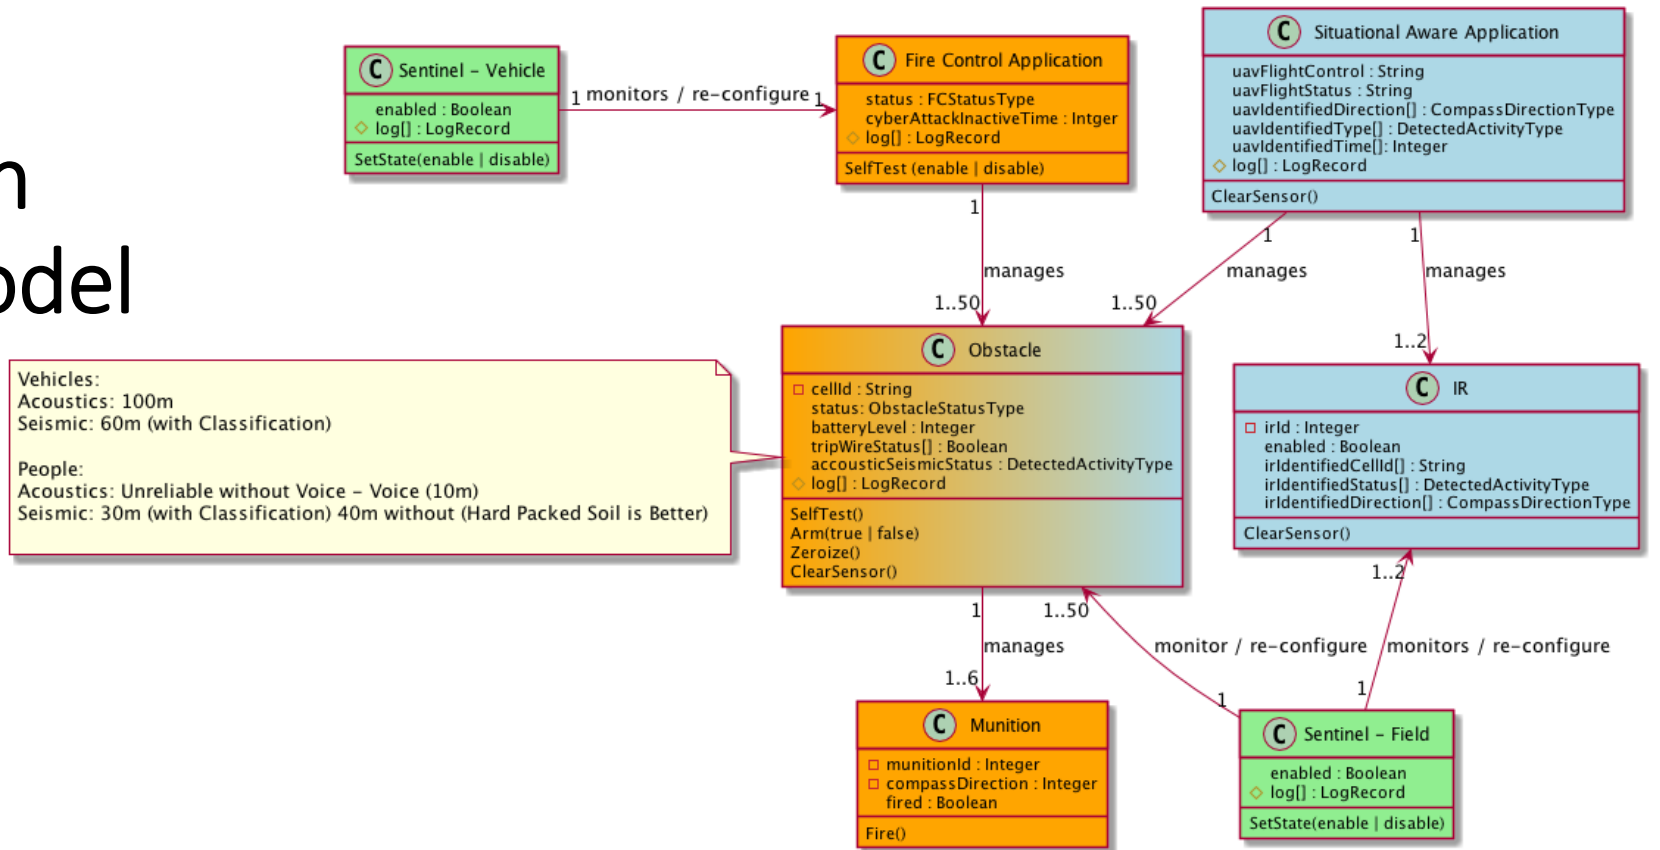 n
odel
C Sentinel - Vehicle
enabled : Boolean
log[] : LogRecord
SetState(enable | disable)
1 monitors / re-configure 1
C Fire Control Application
status : FCStatusType
cyberAttackInactiveTime : Intger
log[] : LogRecord
SelfTest (enable | disable)
C Situational Aware Application
uavFlightControl : String
uavFlightStatus : String
uavIdentifiedDirection[] : CompassDirectionType
uavIdentifiedType[] : DetectedActivityType
uavIdentifiedTime[]: Integer
log[] : LogRecord
ClearSensor()
1
manages
1..50
1
manages
1..50
1
manages
1..2
Vehicles:
Acoustics: 100m
Seismic: 60m (with Classification)
People:
Acoustics: Unreliable without Voice - Voice (10m)
Seismic: 30m (with Classification) 40m without (Hard Packed Soil is Better)
C Obstacle
cellId : String
status: ObstacleStatusType
batteryLevel : Integer
tripWireStatus[] : Boolean
accousticSeismicStatus : DetectedActivityType
log[] : LogRecord
SelfTest()
Arm(true | false)
Zeroize()
ClearSensor()
C IR
irId : Integer
enabled : Boolean
irIdentifiedCellId[] : String
irIdentifiedStatus[] : DetectedActivityType
irIdentifiedDirection[] : CompassDirectionType
ClearSensor()
1
manages
1..6
1..50
monitor / re-configure
1
1..2
monitors / re-configure
1
C Munition
munitionId : Integer
compassDirection : Integer
fired : Boolean
Fire()
C Sentinel - Field
enabled : Boolean
log[] : LogRecord
SetState(enable | disable)